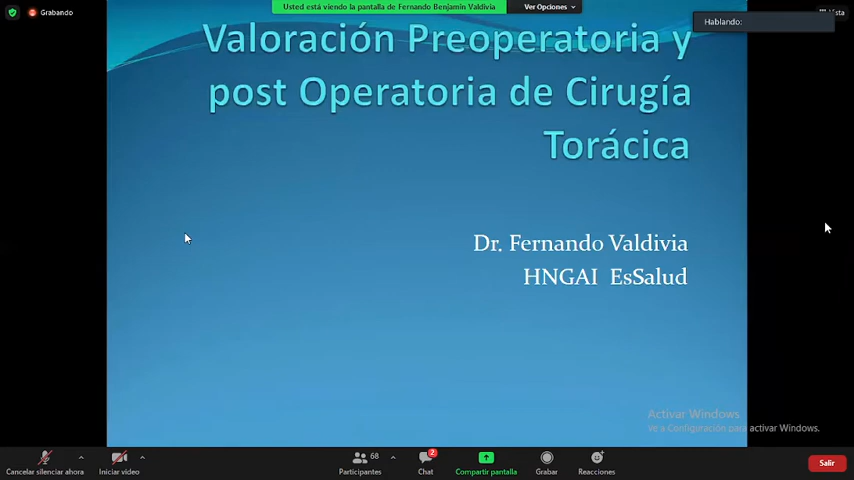 Grabando
Usted está viendo la pantalla de Fernando Benjamin Valdivia
Ver Opciones
Hablando:
Valoración Preoperatoria y
post Operatoria de Cirugía
Torácica
Dr. Fernando Valdivia
HNGAI EsSalud
Activar Windows
Ve a Configuración para activar Windows.
Cancelar silenciar ahora
Iniciar video
68
Participantes
2
Chat
Compartir pantalla
Grabar
Reacciones
Salir